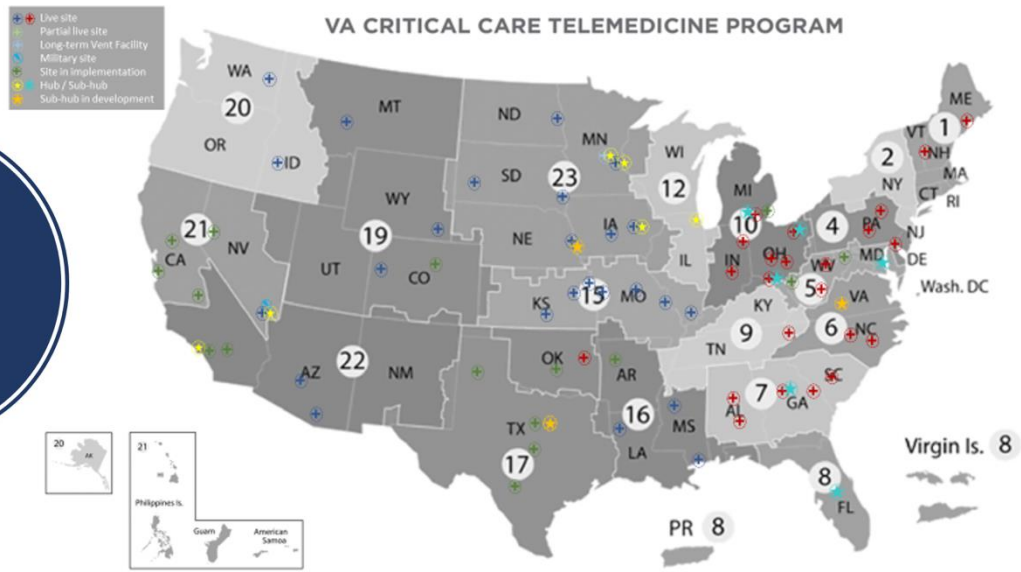 VA CRITICAL CARE TELEMEDICINE PROGRAM
Live site
Partial live site
Long-term Vent Facility
Military site
Site in implementation
Hub / Sub-hub
Sub-hub in development
WA
20
OR
ID
MT
ND
MN
SD
23
WY
19
NE
IA
WI
12
IL
MI
10
IN
OH
ME
VT
1
NH
2
NY
MA
CT
RI
4
PA
NJ
MD
DE
WV
5
Wash. DC
VA
21
CA
NV
UT
CO
KS
15
MO
KY
9
TN
6
NC
SC
22
AZ
NM
OK
AR
TX
17
16
LA
MS
7
AL
GA
8
FL
Virgin Is. 8
PR 8
20
AK
21
HI
Philippines Is.
Guam
American
Samoa